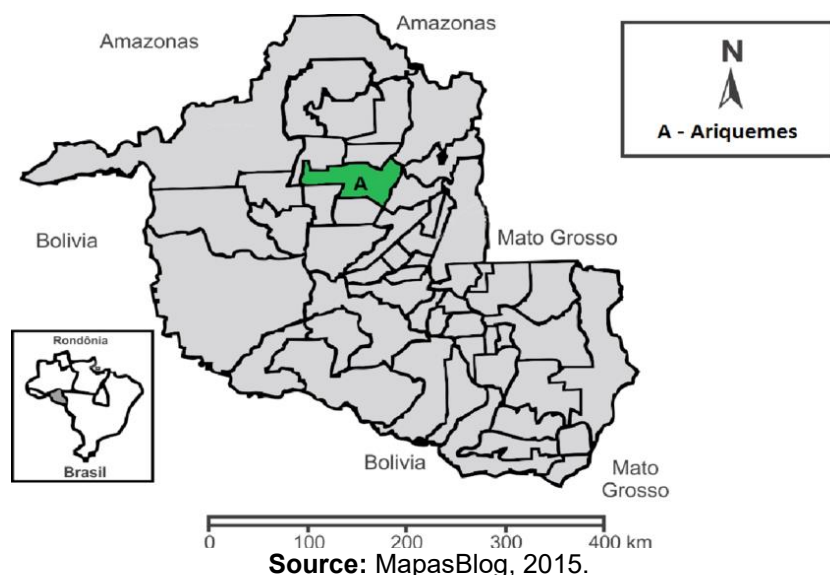 Amazonas
Amazonas
N
A - Ariquemes
A
Bolivia
Mato Grosso
Rondônia
Brasil
Bolivia
Mato
Grosso
0 100 200 300 400 km
Source: MapasBlog, 2015.